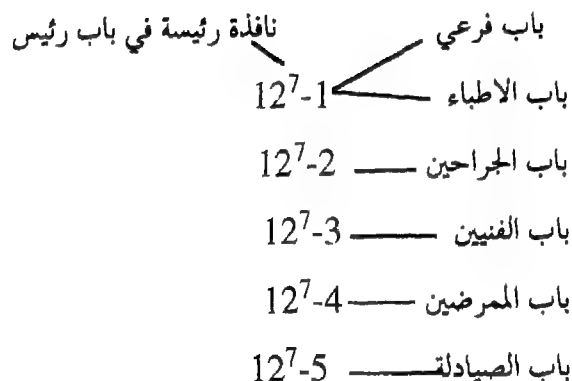 باب فرعي
نافذة رئيسة في باب رئيس
باب الاطباء 12⁷-1
باب الجراحين 12⁷-2
باب الفنيين 12⁷-3
باب الممرضين 12⁷-4
باب الصيادلة 12⁷-5